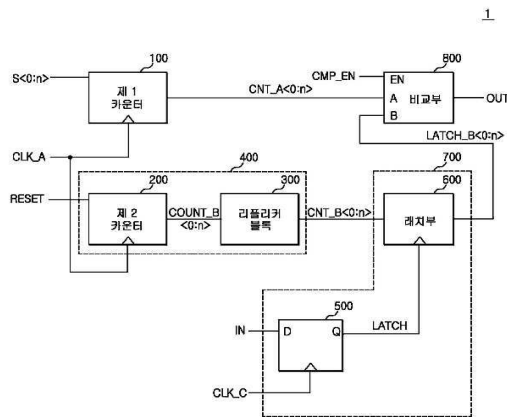 1
100
800
S<0:n>
제 1
카운터
CNT_A<0:n>
CMP_EN
EN
A
B
비교부
OUT
LATCH_B<0:n>
CLK_A
400
700
RESET
200
300
600
제 2
카운터
COUNT_B
<0:n>
리플리커
블록
CNT_B<0:n>
래치부
500
IN
D
Q
LATCH
CLK_C